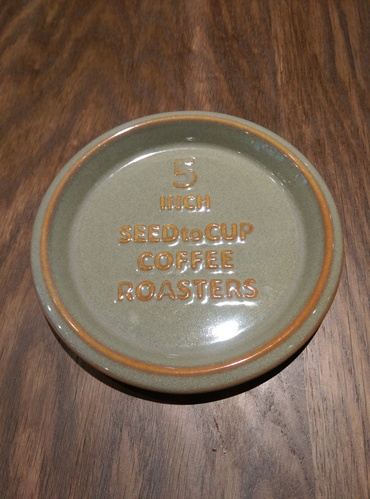 5
INCH
SEEDtoCUP
COFFEE
ROASTERS